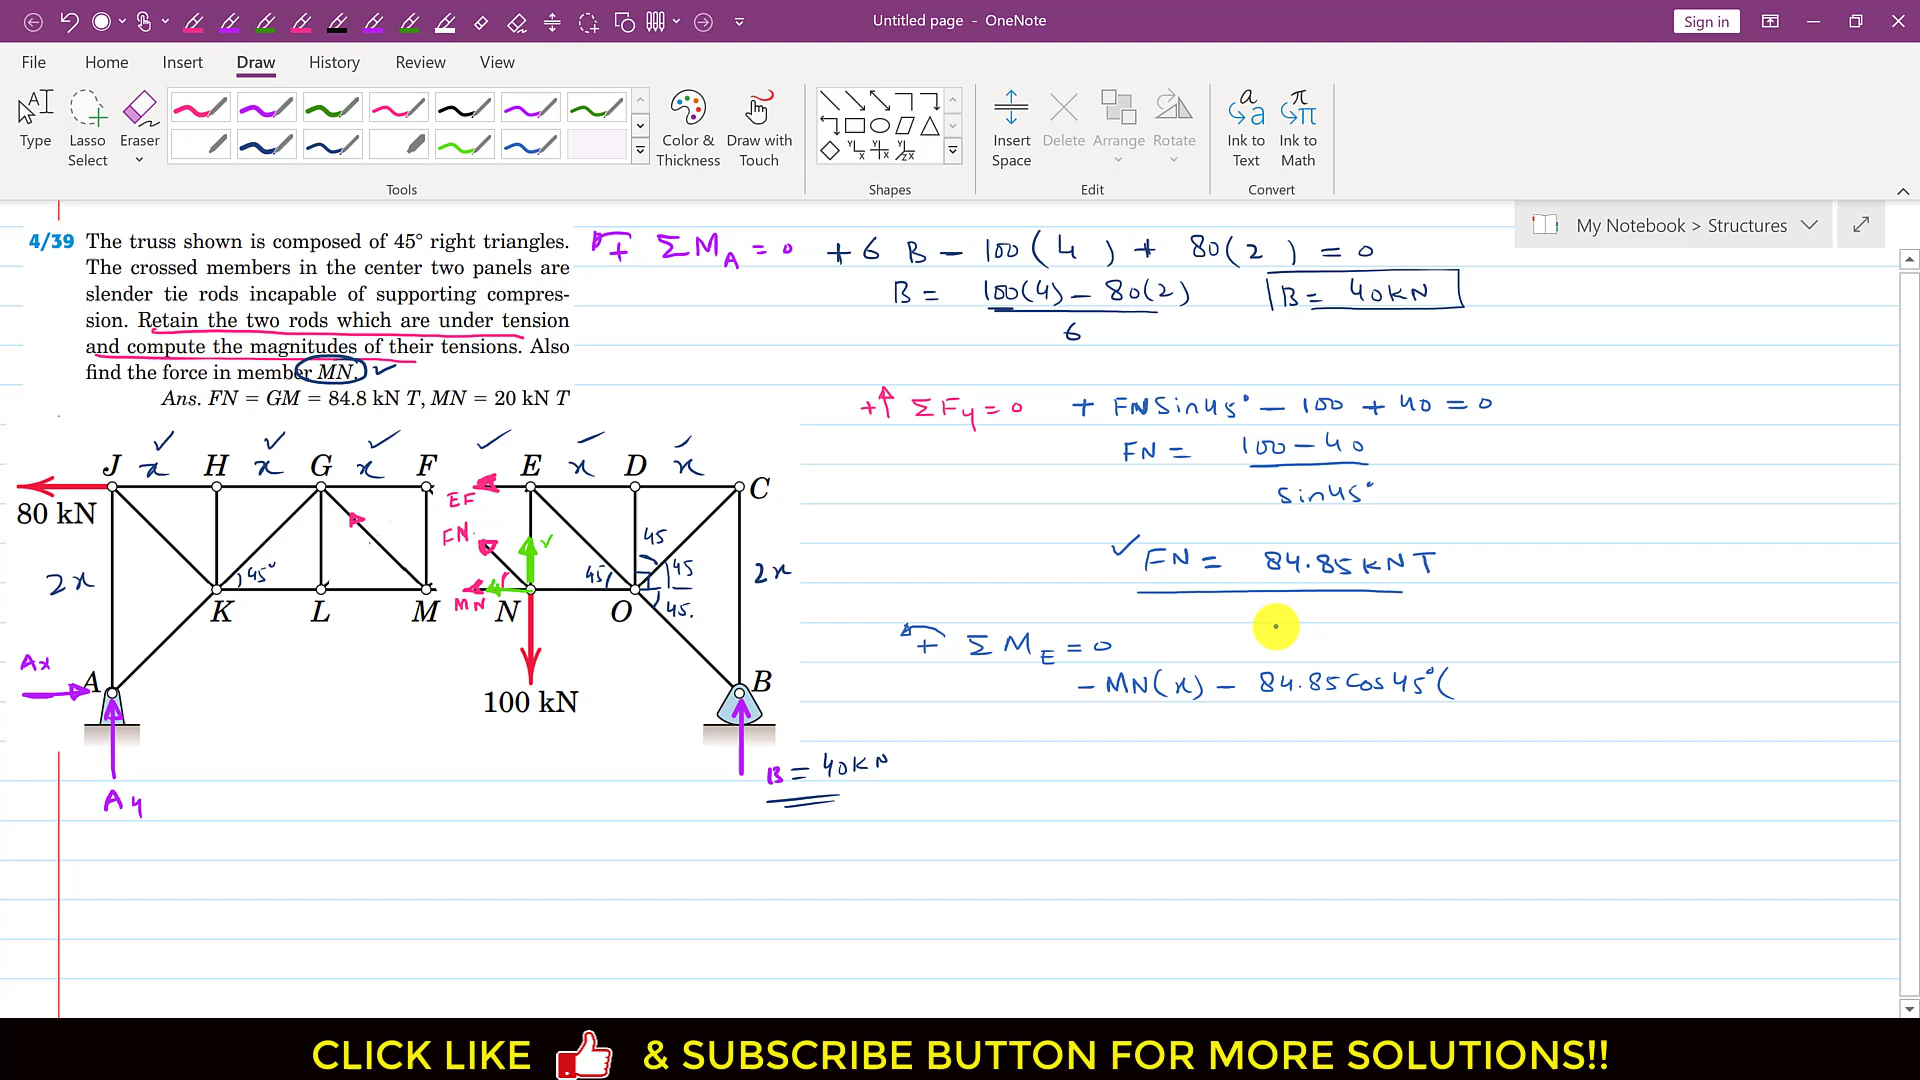 Untitled page - OneNote
Sign in
File Home Insert Draw History Review View
Type
Lasso Select
Eraser
Color & Thickness
Draw with Touch
Insert Space
Delete
Arrange
Rotate
Ink to Text
Ink to Math
Tools
Shapes
Edit
Convert
My Notebook > Structures
4/39 The truss shown is composed of 45° right triangles.
The crossed members in the center two panels are
slender tie rods incapable of supporting compres-
sion. Retain the two rods which are under tension
and compute the magnitudes of their tensions. Also
find the force in member MN.
Ans. FN = GM = 84.8 kN T, MN = 20 kN T
+ ΣM_A = 0 + 6 B - 100(4) + 80(2) = 0
B = 100(4) - 80(2) / 6
B = 40KN
+↑ ΣFy = 0 + FN Sin45° - 100 + 40 = 0
FN = 100 - 40 / Sin45°
✓ FN = 84.85 KN T
+ ΣM_E = 0
- MN(x) - 84.85 Cos 45°(
J x H x G x F E x D x C
80 kN
EF
FN
MN
2x
45°
45
45
45
45.
2x
K L M N O
100 kN
Ax
A
Ay
B
B = 40KN
CLICK LIKE & SUBSCRIBE BUTTON FOR MORE SOLUTIONS!!